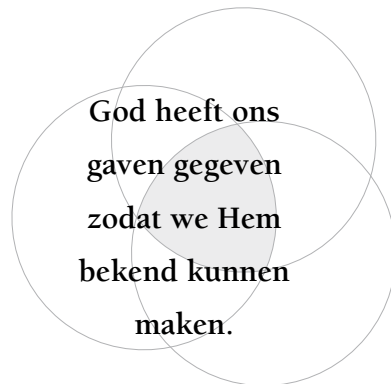 God heeft ons
gaven gegeven
zodat we Hem
bekend kunnen
maken.